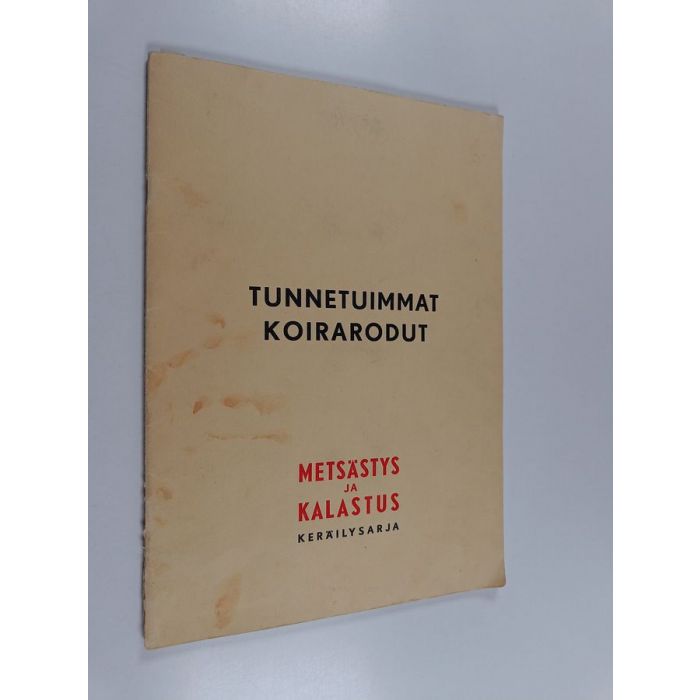 TUNNETUIMMAT
KOIRARODUT
METSÄSTYS
JA
KALASTUS
KERÄILYSARJA